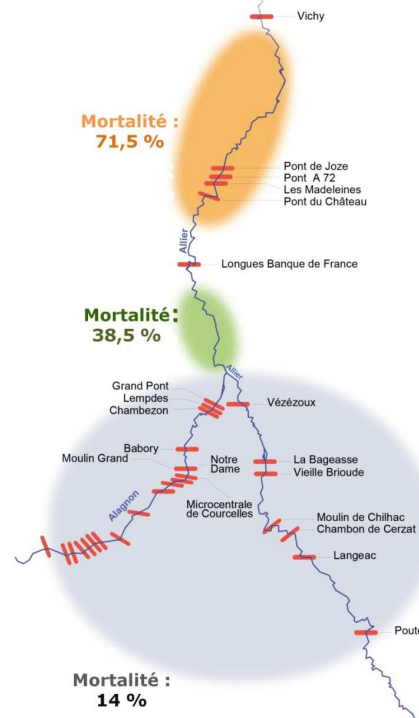 Vichy
Mortalité :
71,5 %
Pont de Joze
Pont A 72
Les Madeleines
Pont du Château
Allier
Longues Banque de France
Mortalité:
38,5 %
Allier
Grand Pont
Lempdes
Chambezon
Vézézoux
Babory
Moulin Grand
Notre
Dame
La Bageasse
Vieille Brioude
Microcentrale
de Courcelles
Alagnon
Moulin de Chilhac
Chambon de Cerzat
Langeac
Mortalité :
14 %